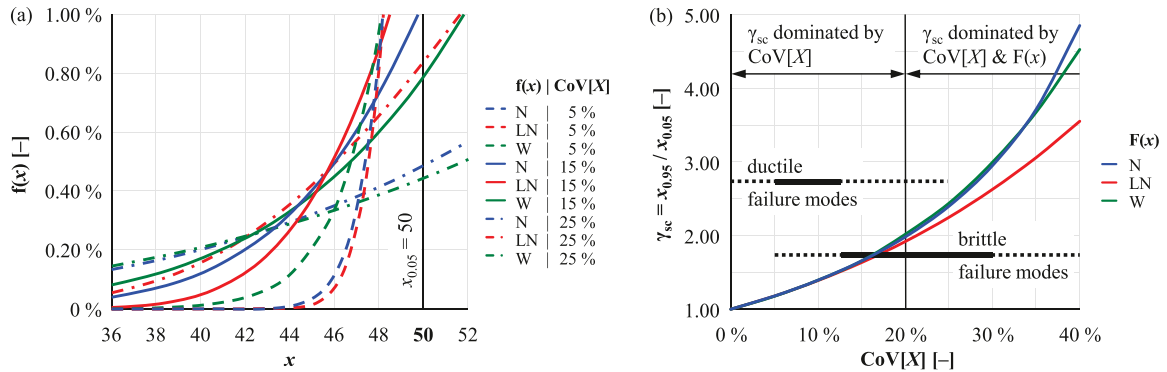 (a)
1.00 %
0.80 %
0.60 %
0.40 %
0.20 %
0 %
f(x) [–]
36
38
40
42
44
46
48
50
52
x
x0.05 = 50
f(x) | CoV[X]
N | 5 %
LN | 5 %
W | 5 %
N | 15 %
LN | 15 %
W | 15 %
N | 25 %
LN | 25 %
W | 25 %
(b)
5.00
4.00
3.00
2.00
1.00
γsc = x0.95 / x0.05 [–]
γsc dominated by
CoV[X]
γsc dominated by
CoV[X] & F(x)
ductile
failure modes
brittle
failure modes
0 %
10 %
20 %
30 %
40 %
CoV[X] [–]
F(x)
N
LN
W